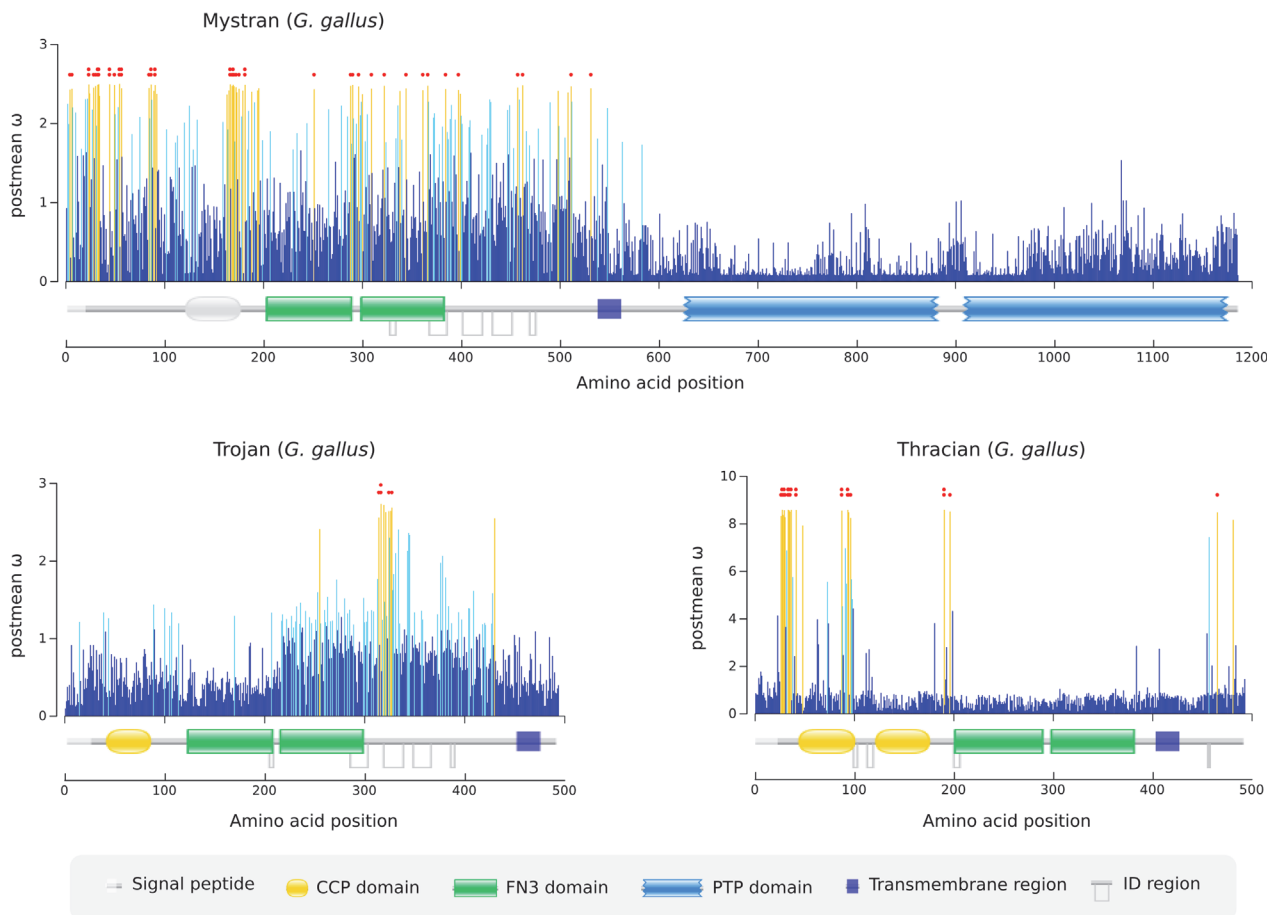 Mystran (G. gallus)
postmean ω
3
2
1
0
0 100 200 300 400 500 600 700 800 900 1000 1100 1200
Amino acid position
Trojan (G. gallus)
postmean ω
3
2
1
0
0 100 200 300 400 500
Amino acid position
Thracian (G. gallus)
postmean ω
10
8
6
4
2
0
0 100 200 300 400 500
Amino acid position
Signal peptide CCP domain FN3 domain PTP domain Transmembrane region ID region